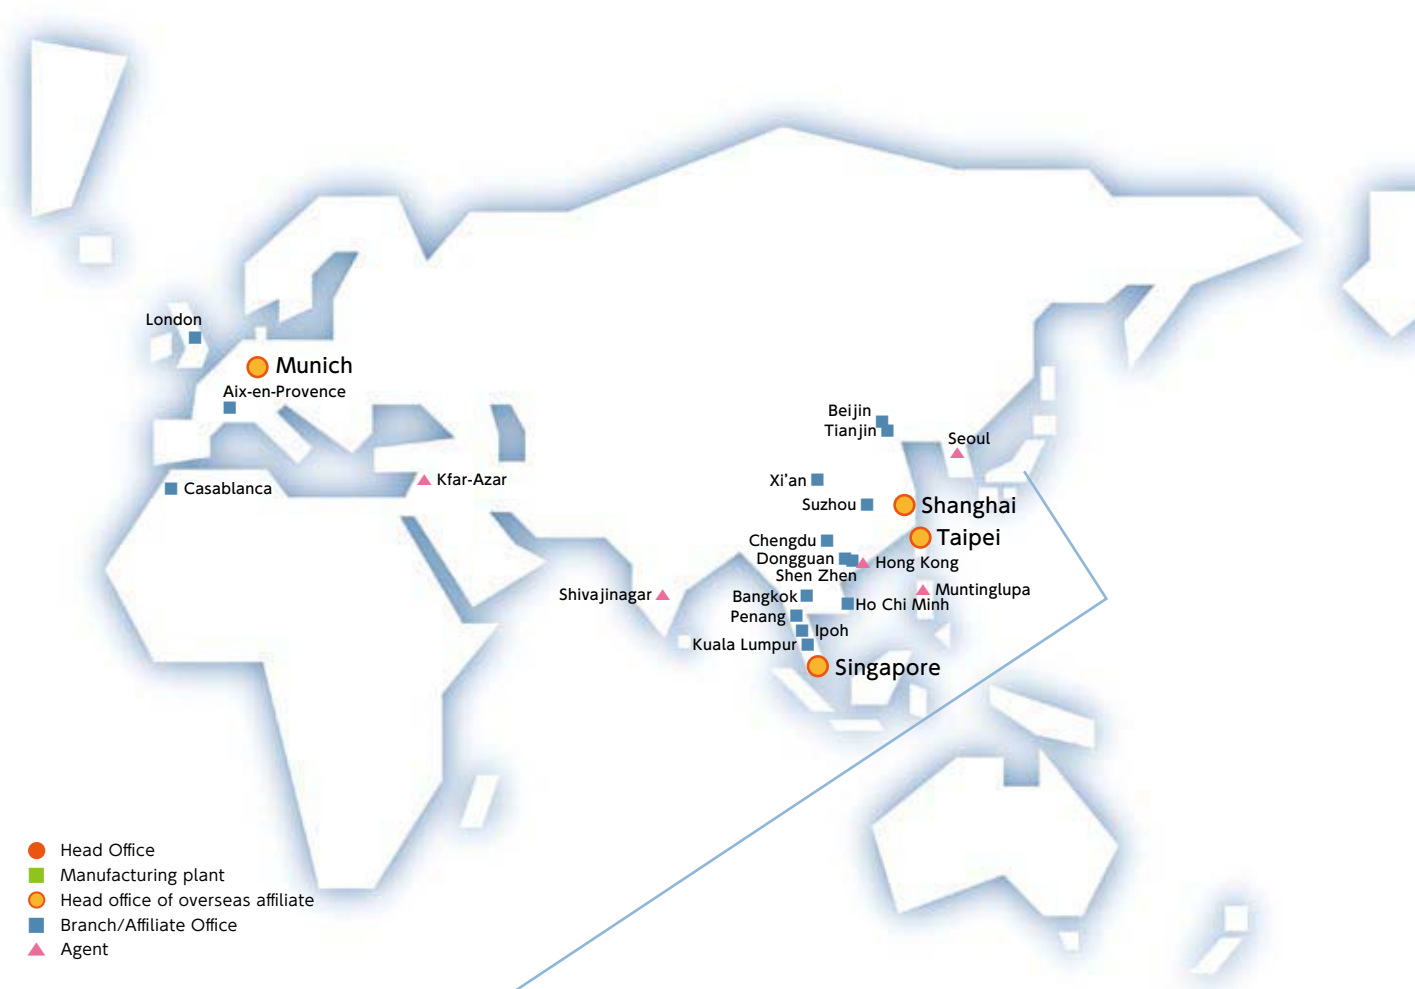 London
Munich
Aix-en-Provence
Casablanca
Kfar-Azar
Beijin
Tianjin
Seoul
Xi'an
Suzhou
Shanghai
Taipei
Chengdu
Dongguan
Hong Kong
Shen Zhen
Shivajinagar
Bangkok
Muntinglupa
Ho Chi Minh
Penang
Ipoh
Kuala Lumpur
Singapore
Head Office
Manufacturing plant
Head office of overseas affiliate
Branch/Affiliate Office
Agent